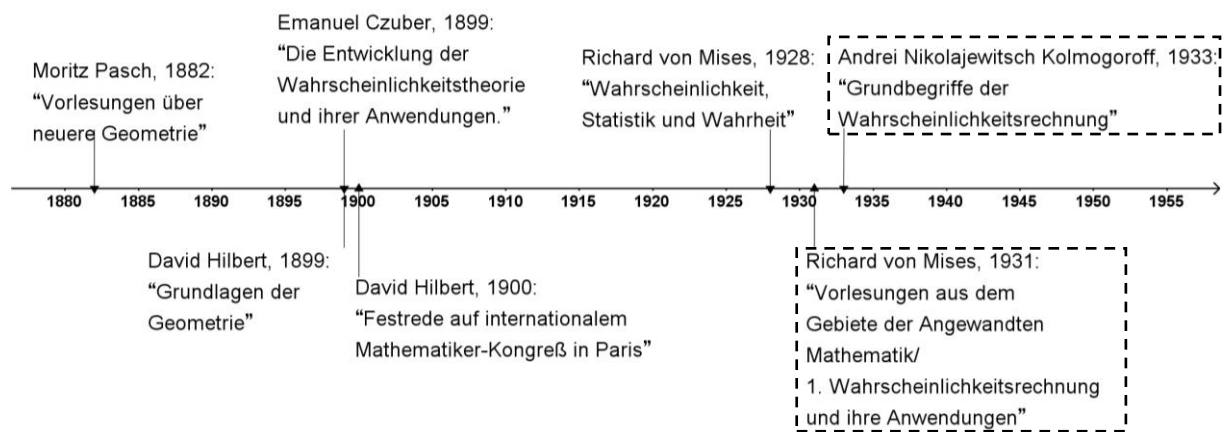 Moritz Pasch, 1882:
“Vorlesungen über
neuere Geometrie”
Emanuel Czuber, 1899:
“Die Entwicklung der
Wahrscheinlichkeitstheorie
und ihrer Anwendungen.”
Richard von Mises, 1928:
“Wahrscheinlichkeit,
Statistik und Wahrheit”
Andrei Nikolajewitsch Kolmogoroff, 1933:
“Grundbegriffe der
Wahrscheinlichkeitsrechnung”
1880 1885 1890 1895 1900 1905 1910 1915 1920 1925 1930 1935 1940 1945 1950 1955
David Hilbert, 1899:
“Grundlagen der
Geometrie”
David Hilbert, 1900:
“Festrede auf internationalem
Mathematiker-Kongreß in Paris”
Richard von Mises, 1931:
“Vorlesungen aus dem
Gebiete der Angewandten
Mathematik/
1. Wahrscheinlichkeitsrechnung
und ihre Anwendungen”